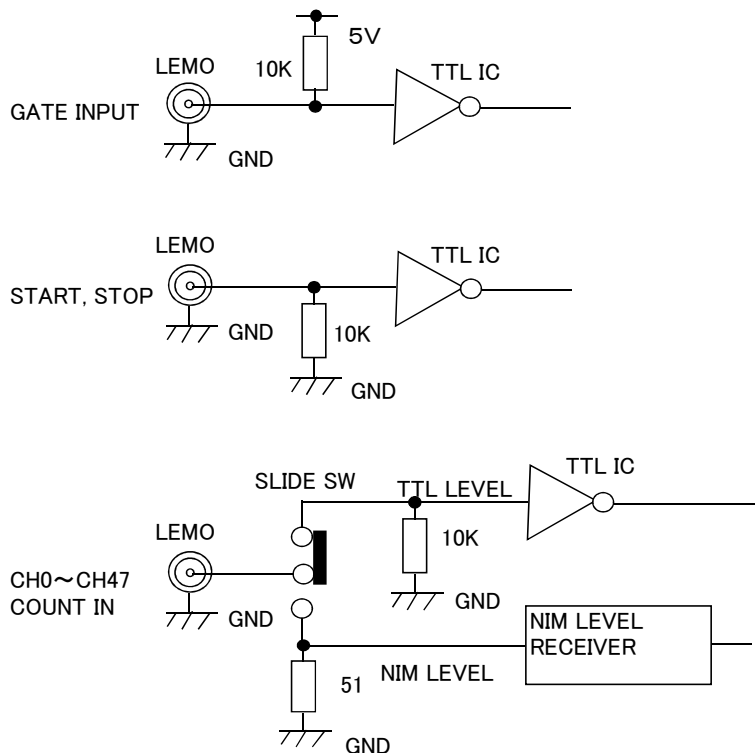 5V
10K
LEMO
TTL IC
GATE INPUT
GND
LEMO
TTL IC
START, STOP
GND
10K
GND
TTL IC
SLIDE SW
TTL LEVEL
LEMO
10K
CH0～CH47
COUNT IN
GND
GND
NIM LEVEL
RECEIVER
51
NIM LEVEL
GND